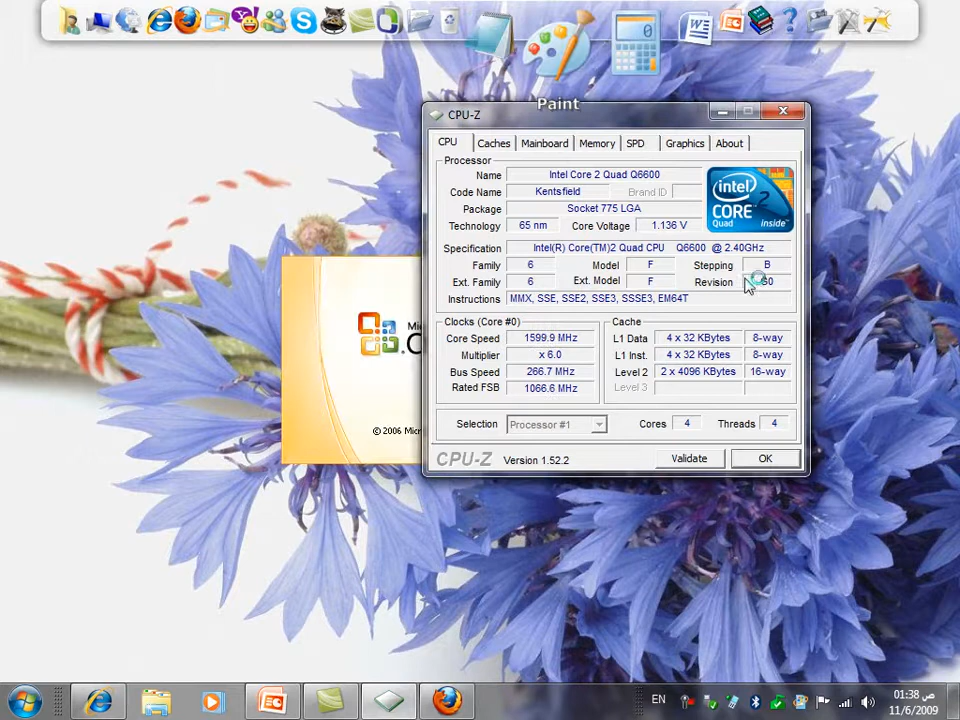 Paint
CPU-Z
CPU Caches Mainboard Memory SPD Graphics About
Processor
Name Intel Core 2 Quad Q6600
Code Name Kentsfield Brand ID
Package Socket 775 LGA
Technology 65 nm Core Voltage 1.136 V
intel CORE 2 Quad inside
Specification Intel(R) Core(TM)2 Quad CPU Q6600 @ 2.40GHz
Family 6 Model F Stepping B
Ext. Family 6 Ext. Model F Revision
Instructions MMX, SSE, SSE2, SSE3, SSSE3, EM64T
Clocks (Core #0)
Core Speed 1599.9 MHz
Multiplier x 6.0
Bus Speed 266.7 MHz
Rated FSB 1066.6 MHz
Cache
L1 Data 4 x 32 KBytes 8-way
L1 Inst. 4 x 32 KBytes 8-way
Level 2 2 x 4096 KBytes 16-way
Level 3
Selection Processor #1 Cores 4 Threads 4
CPU-Z Version 1.52.2 Validate OK
© 2006
EN
01:38 ص
11/6/2009